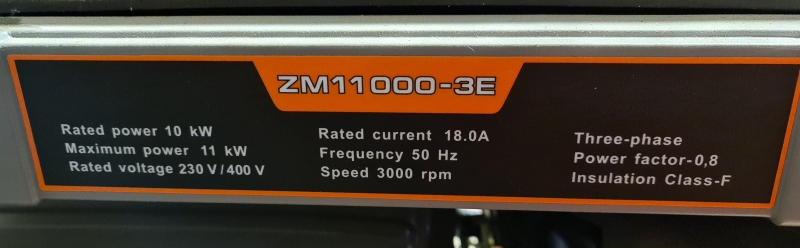 ZM11000-3E
Rated power 10 kW
Maximum power 11 kW
Rated voltage 230 V/400 V
Rated current 18.0A
Frequency 50 Hz
Speed 3000 rpm
Three-phase
Power factor-0,8
Insulation Class-F